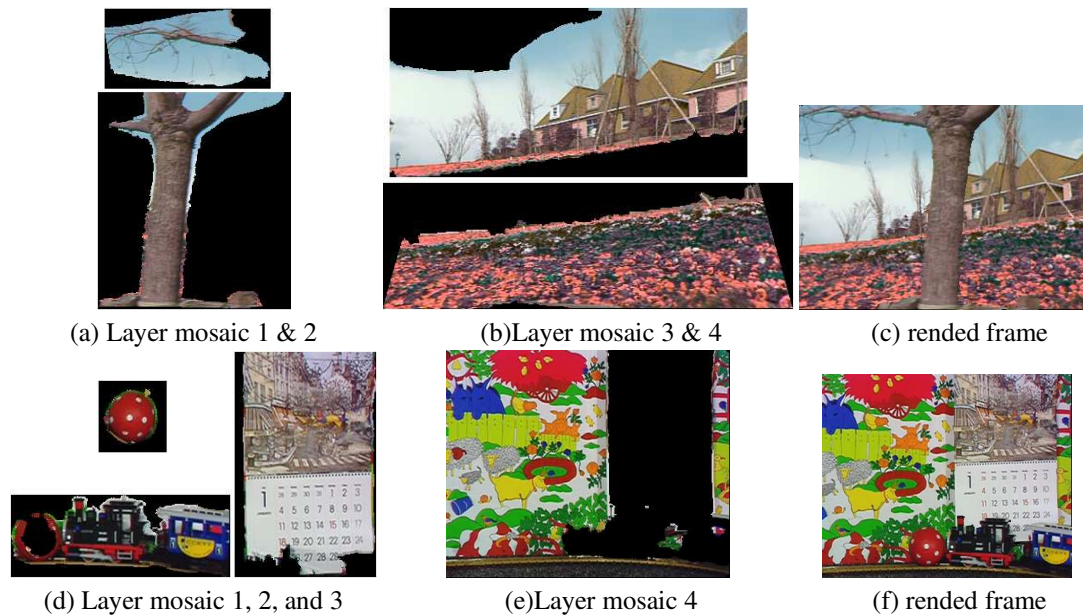 (a) Layer mosaic 1 & 2
(b)Layer mosaic 3 & 4
(c) rended frame
(d) Layer mosaic 1, 2, and 3
(e)Layer mosaic 4
(f) rended frame